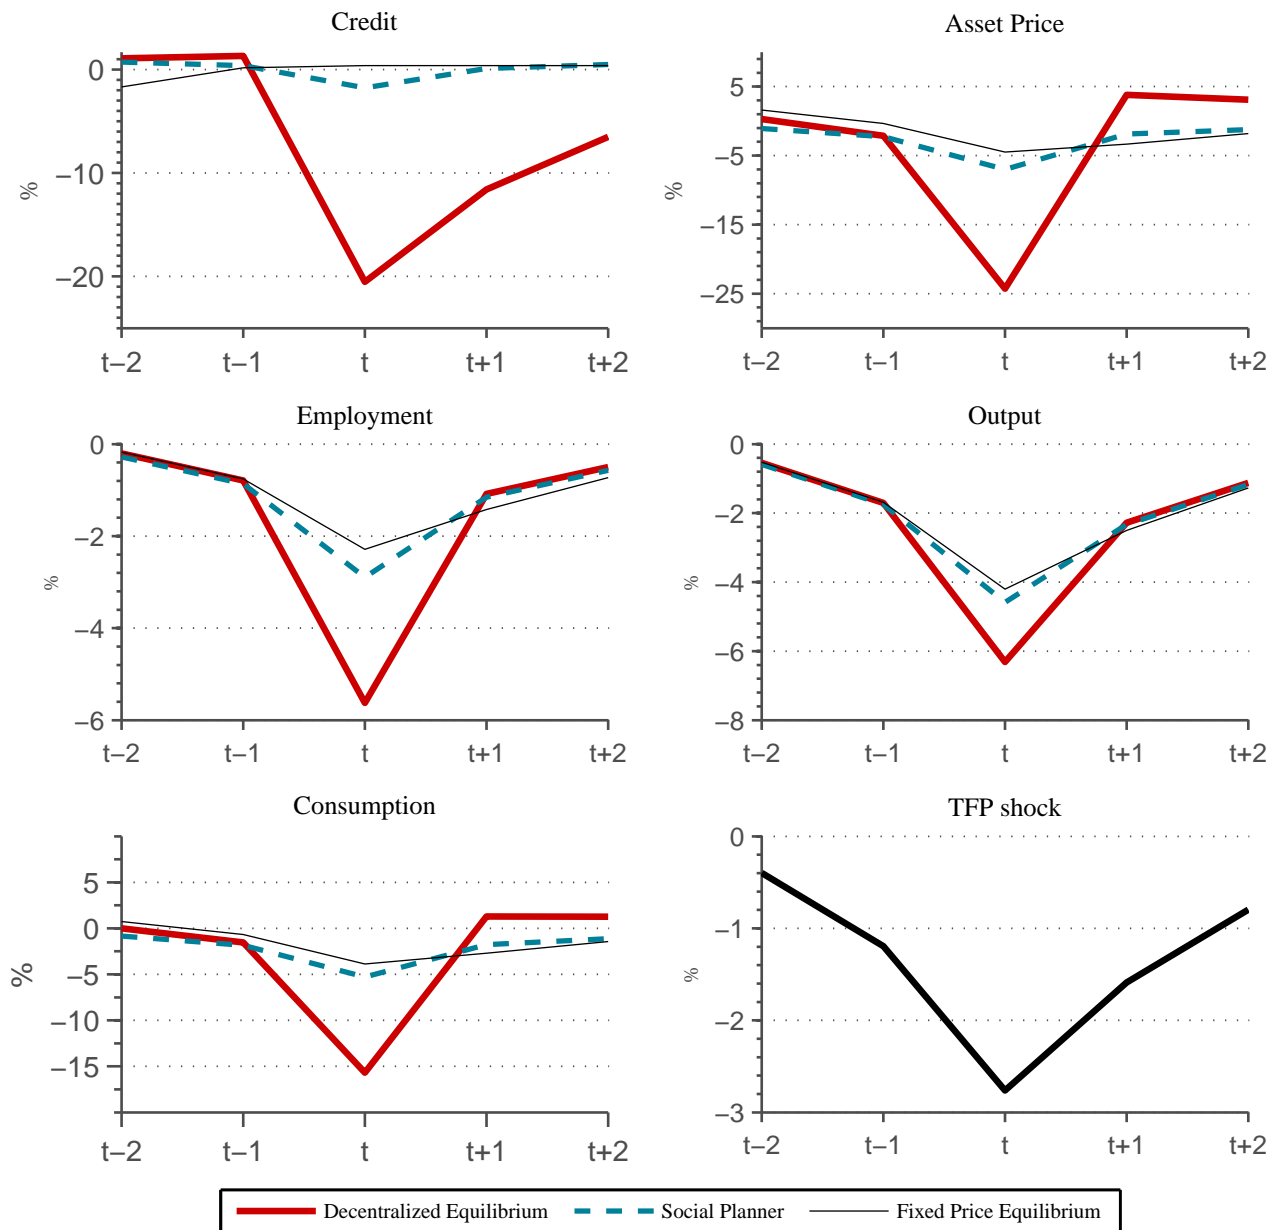 Credit
0
−10
−20
%
t−2 t−1 t t+1 t+2
Asset Price
5
−5
−15
−25
%
t−2 t−1 t t+1 t+2
Employment
0
−2
−4
−6
%
t−2 t−1 t t+1 t+2
Output
0
−2
−4
−6
−8
%
t−2 t−1 t t+1 t+2
Consumption
5
0
−5
−10
−15
%
t−2 t−1 t t+1 t+2
TFP shock
0
−1
−2
−3
%
t−2 t−1 t t+1 t+2
Decentralized Equilibrium Social Planner Fixed Price Equilibrium